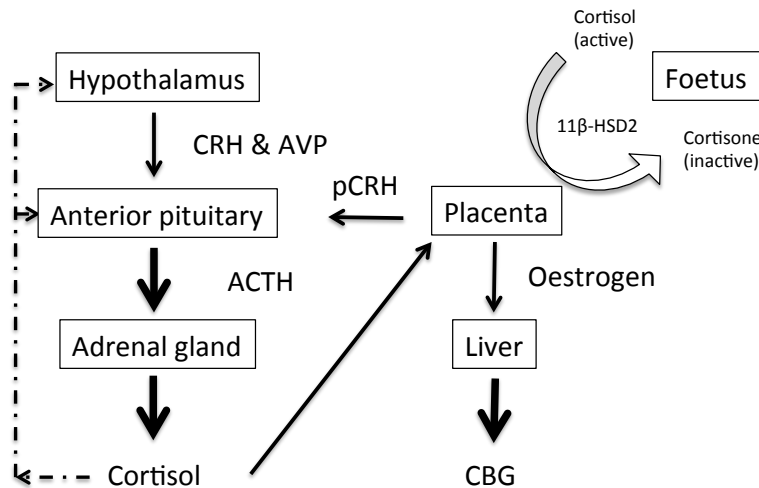 Cortisol
(active)
Hypothalamus
Foetus
11β-HSD2
CRH & AVP
Cortisone
(inactive)
pCRH
Anterior pituitary
Placenta
ACTH
Oestrogen
Adrenal gland
Liver
Cortisol
CBG